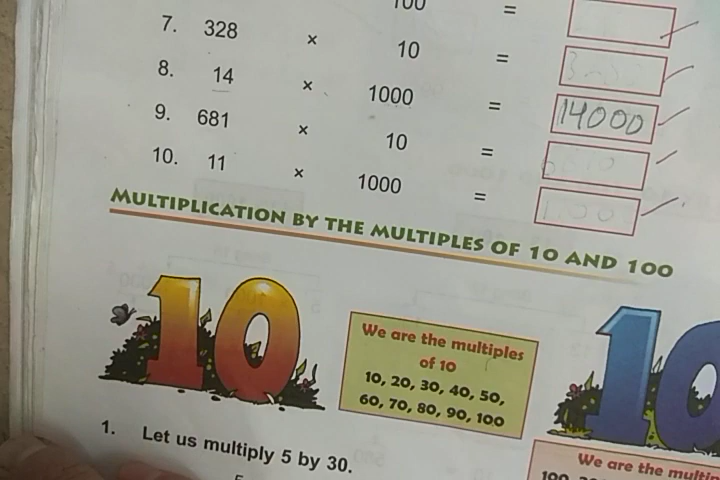 100 =
7. 328 × 10 =
8. 14 × 1000 = 14000
9. 681 × 10 =
10. 11 × 1000 =
MULTIPLICATION BY THE MULTIPLES OF 10 AND 100
10
We are the multiples
of 10
10, 20, 30, 40, 50,
60, 70, 80, 90, 100
We are the
1. Let us multiply 5 by 30.
5